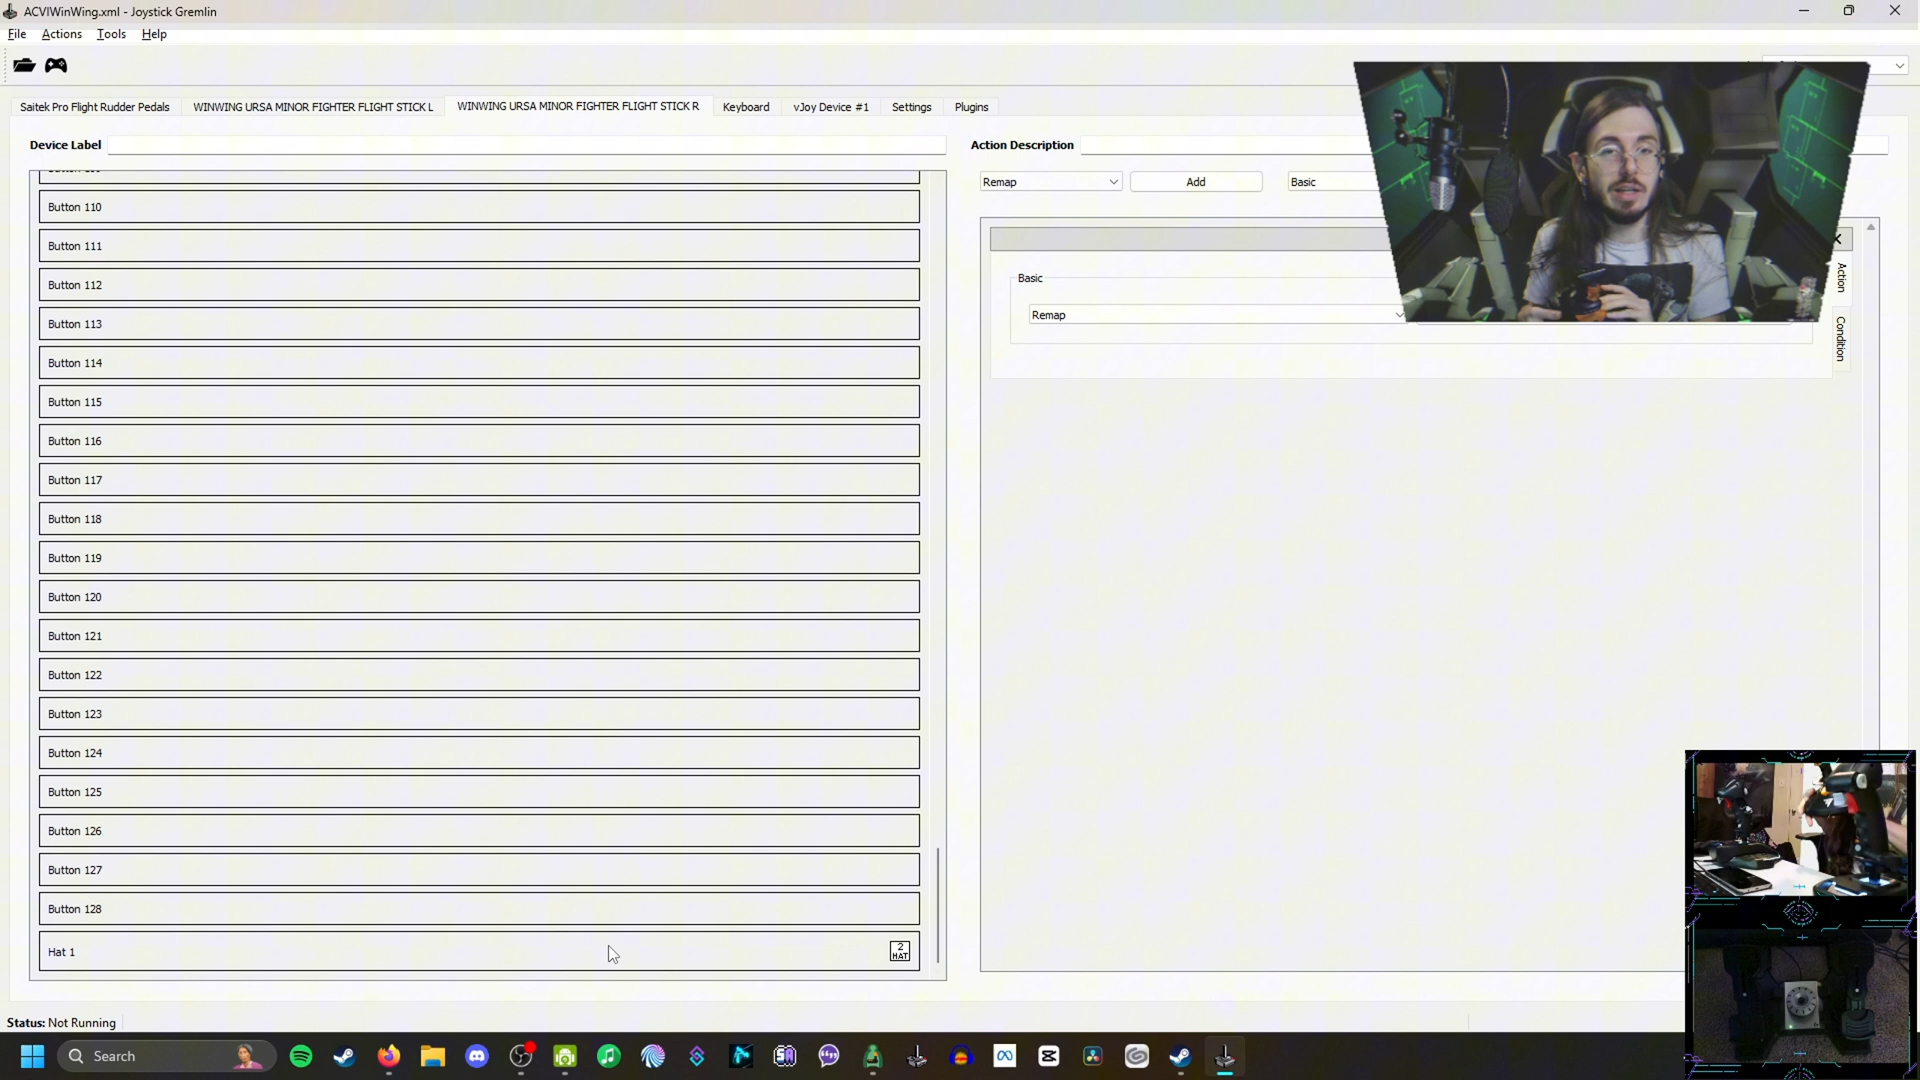 ACVIWinWing.xml - Joystick Gremlin
File Actions Tools Help
Saitek Pro Flight Rudder Pedals WINWING URSA MINOR FIGHTER FLIGHT STICK L WINWING URSA MINOR FIGHTER FLIGHT STICK R Keyboard vJoy Device #1 Settings Plugins
Device Label
Action Description
Remap Add Basic
Button 110
Button 111
Button 112
Button 113
Button 114
Button 115
Button 116
Button 117
Button 118
Button 119
Button 120
Button 121
Button 122
Button 123
Button 124
Button 125
Button 126
Button 127
Button 128
Hat 1
2
HAT
Basic
Remap
Action
Condition
Status: Not Running
Search